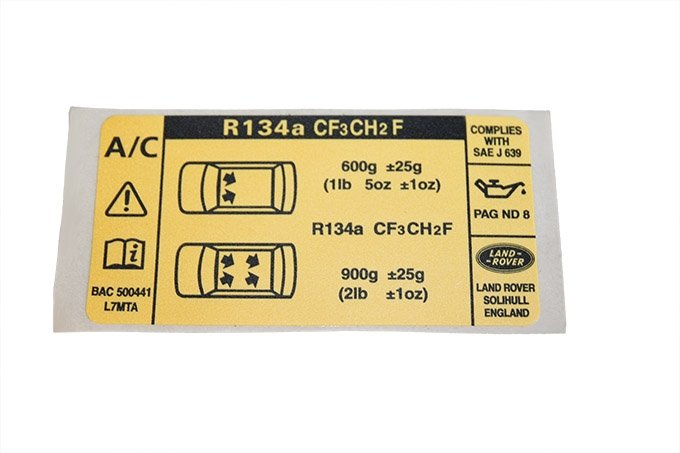 A/C
BAC 500441
L7MTA
R134a CF3CH2F
600g ±25g
(1lb 5oz ±1oz)
R134a CF3CH2F
900g ±25g
(2lb ±1oz)
COMPLIES
WITH
SAE J 639
PAG ND 8
LAND-
-ROVER
LAND ROVER
SOLIHULL
ENGLAND